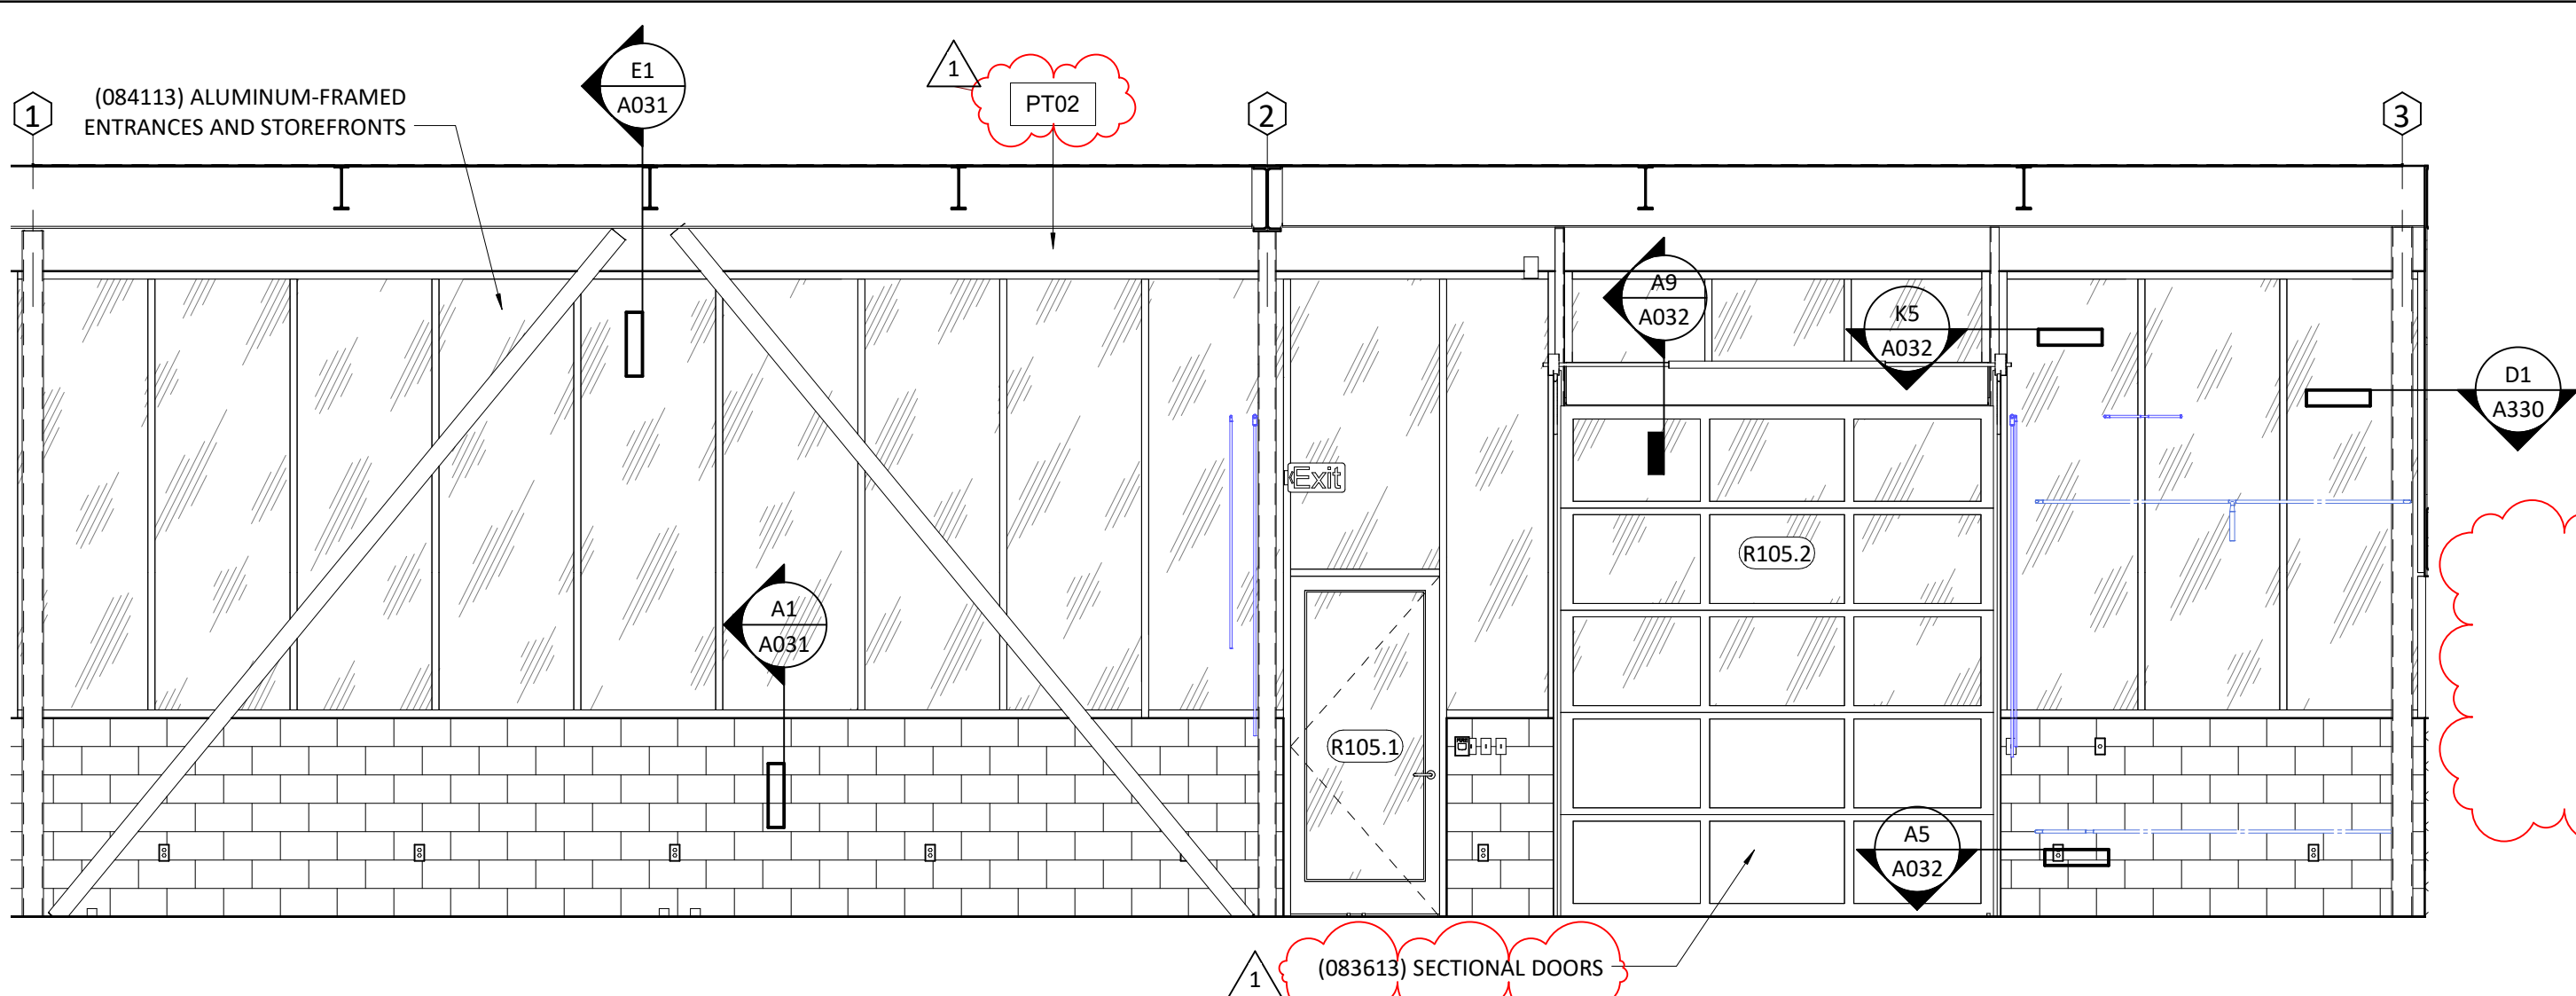 E1
A031
1
PT02
1
(084113) ALUMINUM-FRAMED
ENTRANCES AND STOREFRONTS
2
3
A9
A032
K5
A032
D1
A330
Exit
R105.2
A1
A031
R105.1
A5
A032
(083613) SECTIONAL DOORS
1